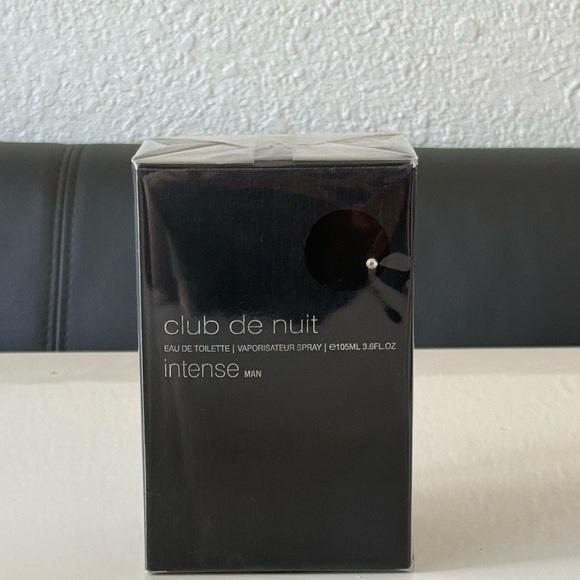 club de nuit
EAU DE TOILETTE | VAPORISATEUR SPRAY | ℮105ML 3.6FL.OZ
intense MAN